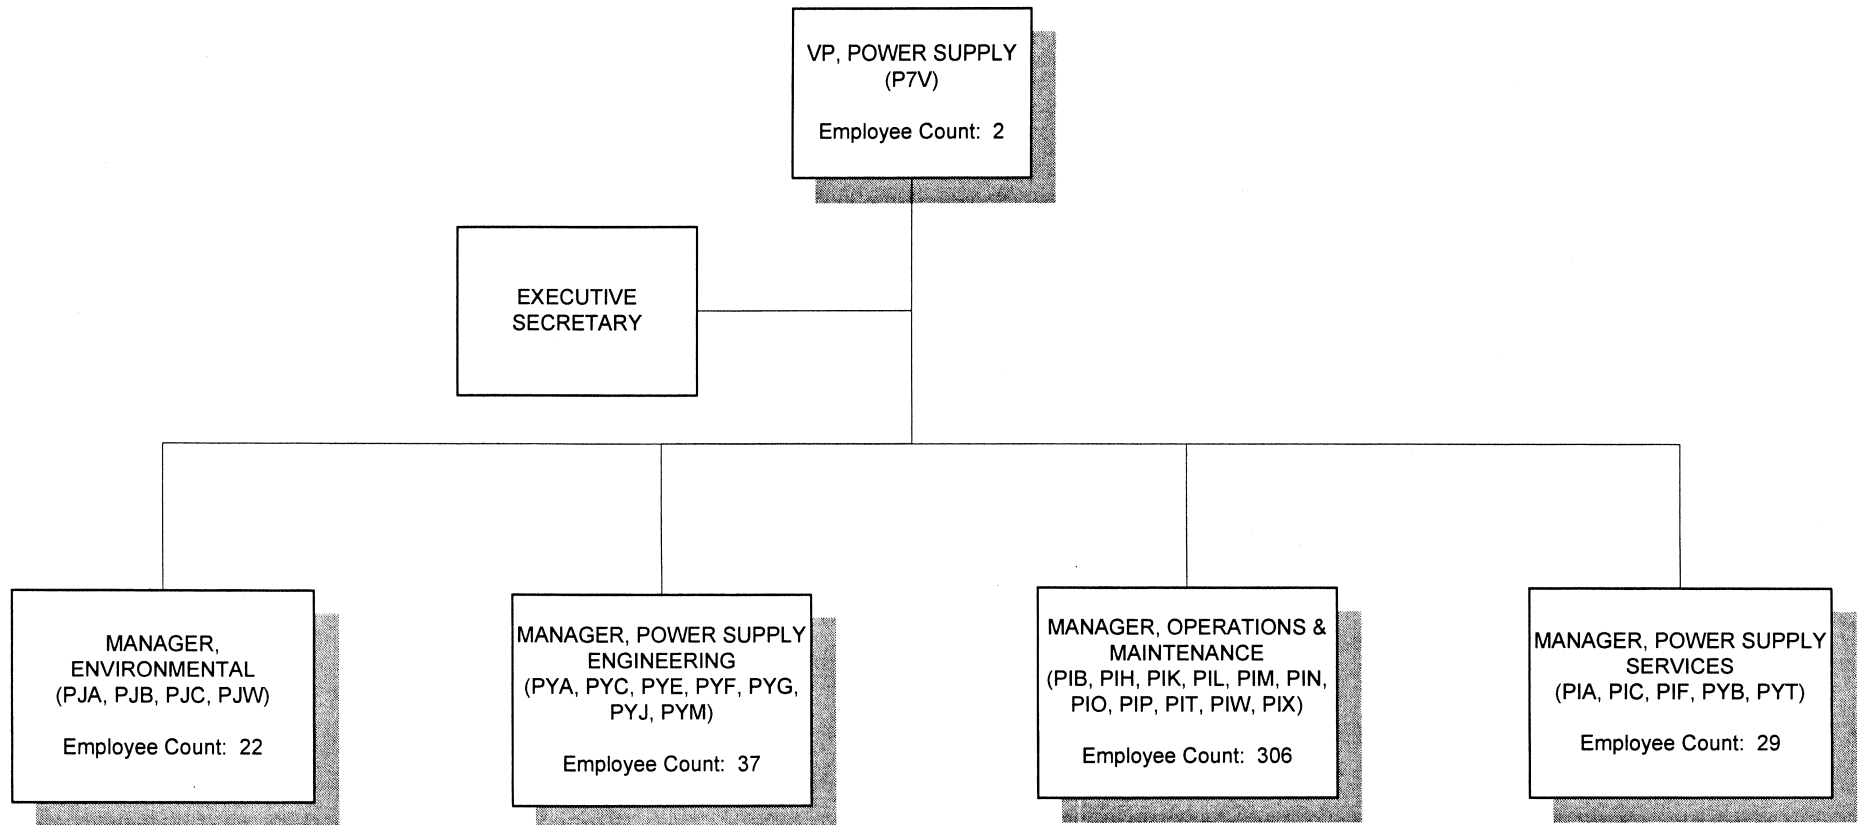 VP, POWER SUPPLY
(P7V)
Employee Count: 2
EXECUTIVE
SECRETARY
MANAGER,
ENVIRONMENTAL
(PJA, PJB, PJC, PJW)
Employee Count: 22
MANAGER, POWER SUPPLY
ENGINEERING
(PYA, PYC, PYE, PYF, PYG,
PYJ, PYM)
Employee Count: 37
MANAGER, OPERATIONS &
MAINTENANCE
(PIB, PIH, PIK, PIL, PIM, PIN,
PIO, PIP, PIT, PIW, PIX)
Employee Count: 306
MANAGER, POWER SUPPLY
SERVICES
(PIA, PIC, PIF, PYB, PYT)
Employee Count: 29